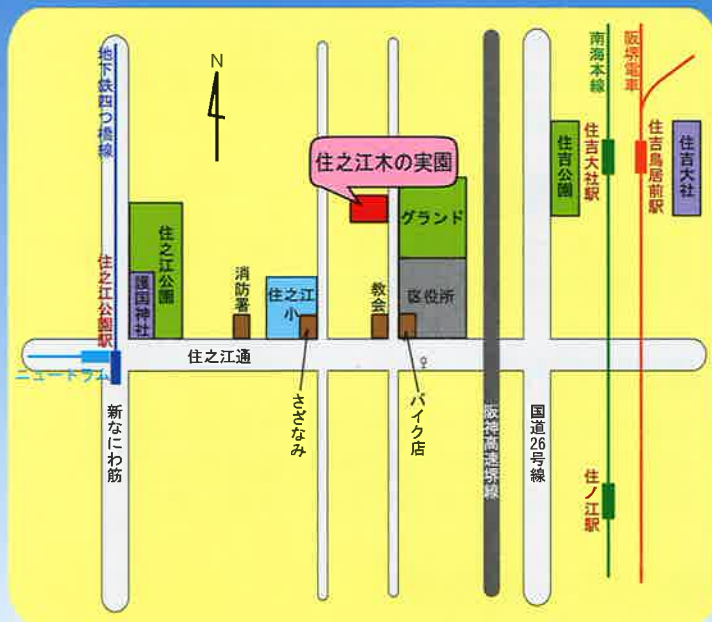 地下鉄四つ橋線
N
南海本線
阪堺電車
住之江木の実園
住吉公園
住吉大社駅
住吉鳥居前駅
住吉大社
グランド
住之江公園
護国神社
住之江公園駅
消防署
住之江
小
教会
区役所
住之江通
ニュートラム
新なにわ筋
さざなみ
バイク店
阪神高速堺線
国道26号線
住ノ江駅